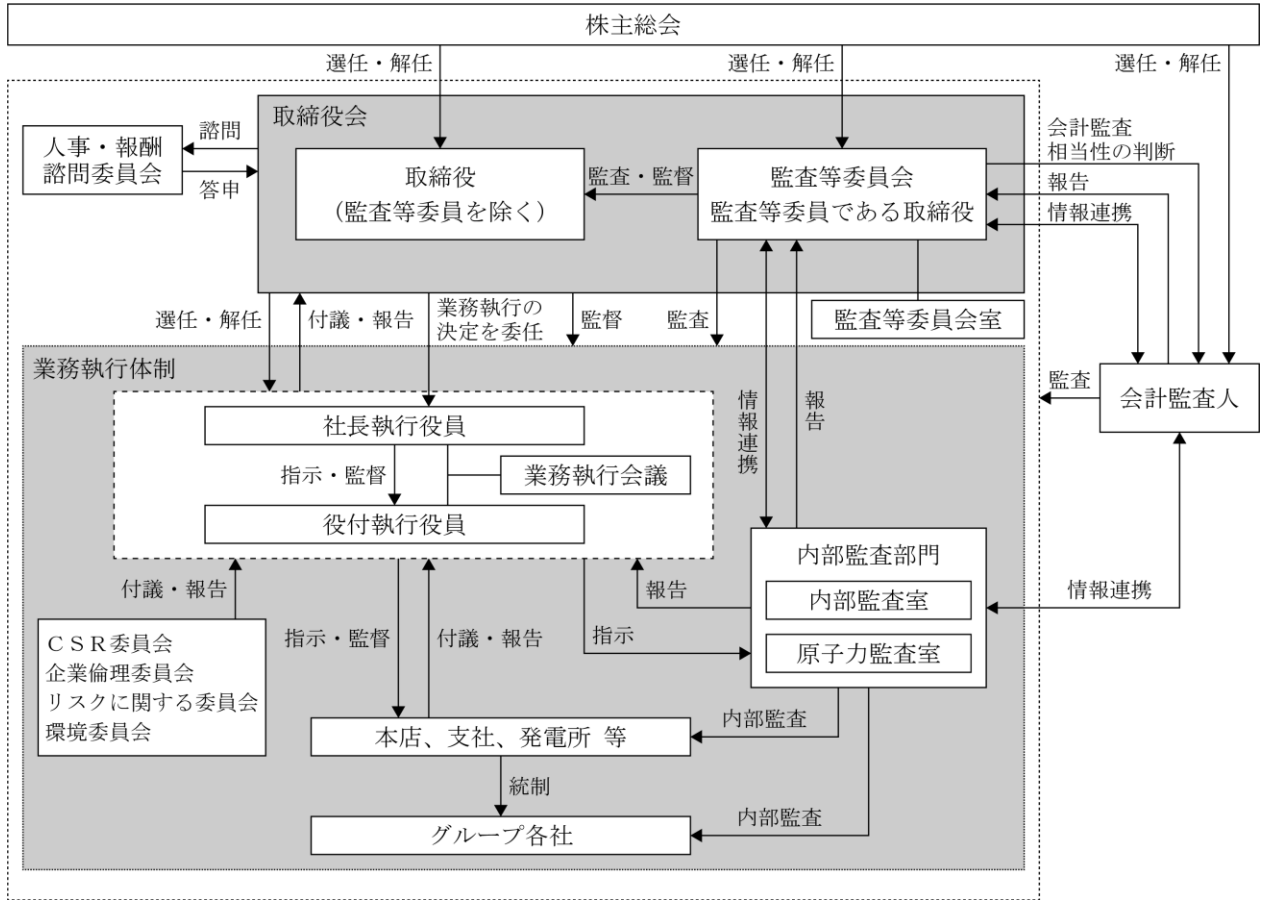 株主総会
選任・解任
選任・解任
選任・解任
取締役会
人事・報酬
諮問委員会
諮問
答申
取締役
（監査等委員を除く）
監査・監督
監査等委員会
監査等委員である取締役
会計監査
相当性の判断
報告
情報連携
選任・解任
付議・報告
業務執行の
決定を委任
監督
監査
監査等委員会室
業務執行体制
社長執行役員
指示・監督
業務執行会議
役付執行役員
情報連携
報告
監査
会計監査人
内部監査部門
内部監査室
原子力監査室
情報連携
付議・報告
報告
ＣＳＲ委員会
企業倫理委員会
リスクに関する委員会
環境委員会
指示・監督
付議・報告
指示
本店、支社、発電所 等
内部監査
統制
グループ各社
内部監査